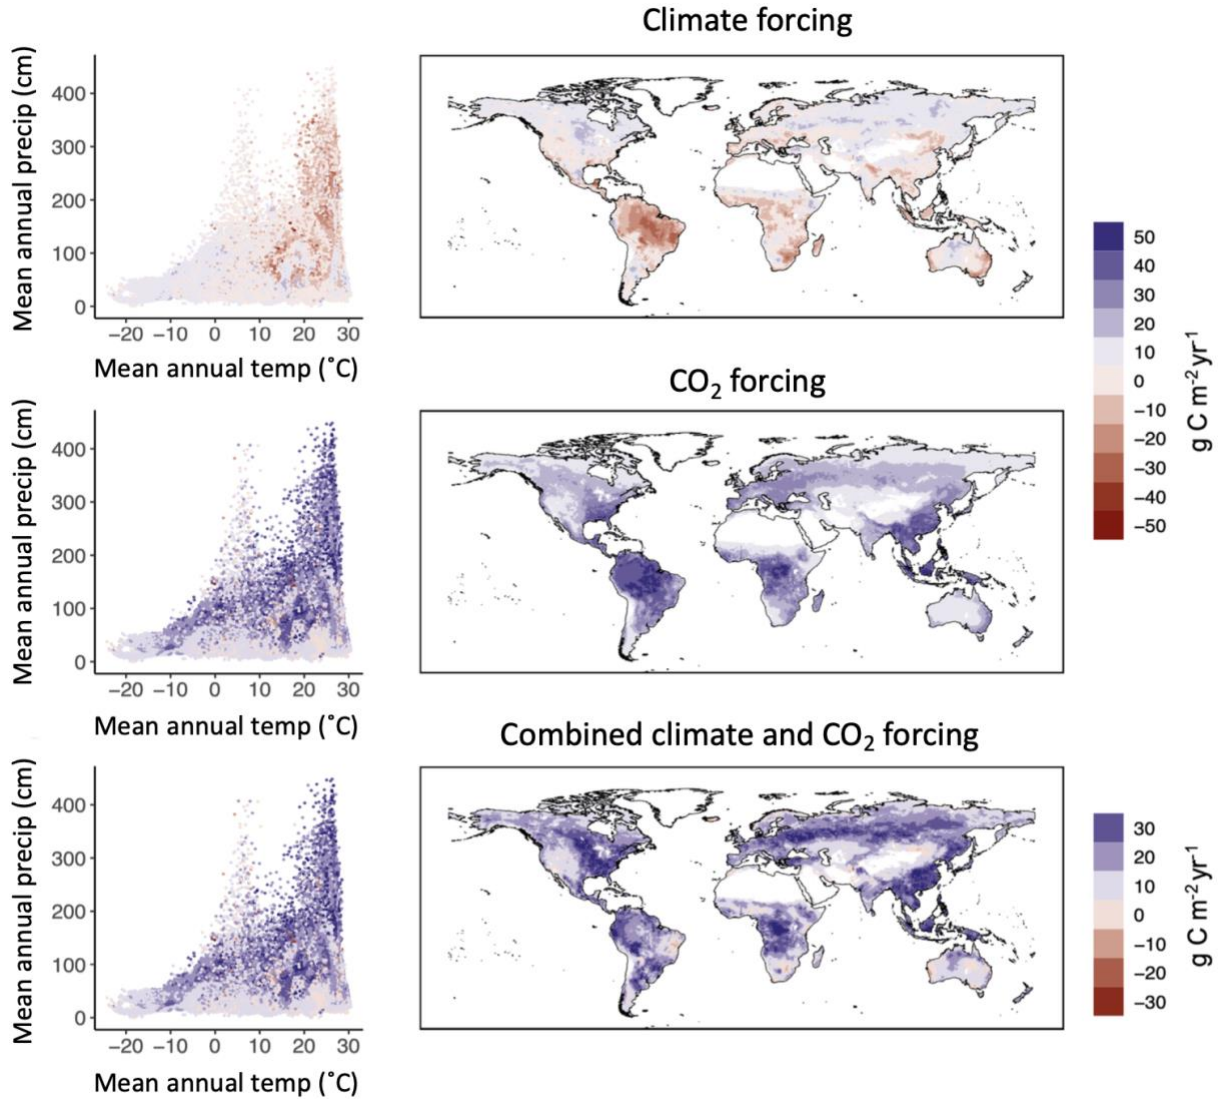 Climate forcing
Mean annual precip (cm)
400
300
200
100
0
−20 −10 0 10 20 30
Mean annual temp (˚C)
CO₂ forcing
Mean annual precip (cm)
400
300
200
100
0
−20 −10 0 10 20 30
Mean annual temp (˚C)
50
40
30
20
10
0
−10
−20
−30
−40
−50
g C m⁻² yr⁻¹
Combined climate and CO₂ forcing
Mean annual precip (cm)
400
300
200
100
0
−20 −10 0 10 20 30
Mean annual temp (˚C)
30
20
10
0
−10
−20
−30
g C m⁻² yr⁻¹